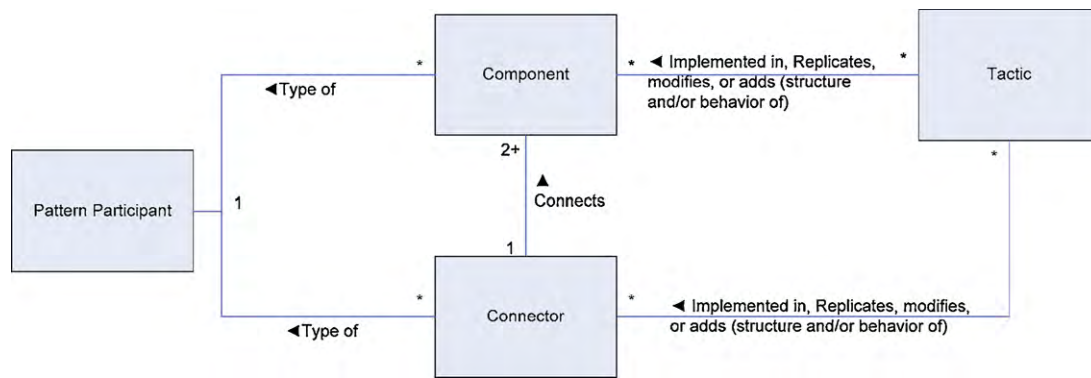 Component
Tactic
*
◄ Type of
*
◄ Implemented in, Replicates,
modifies, or adds (structure
and/or behavior of)
*
2+
*
▲
Connects
Pattern Participant
1
1
*
◄ Type of
Connector
*
◄ Implemented in, Replicates, modifies,
or adds (structure and/or behavior of)